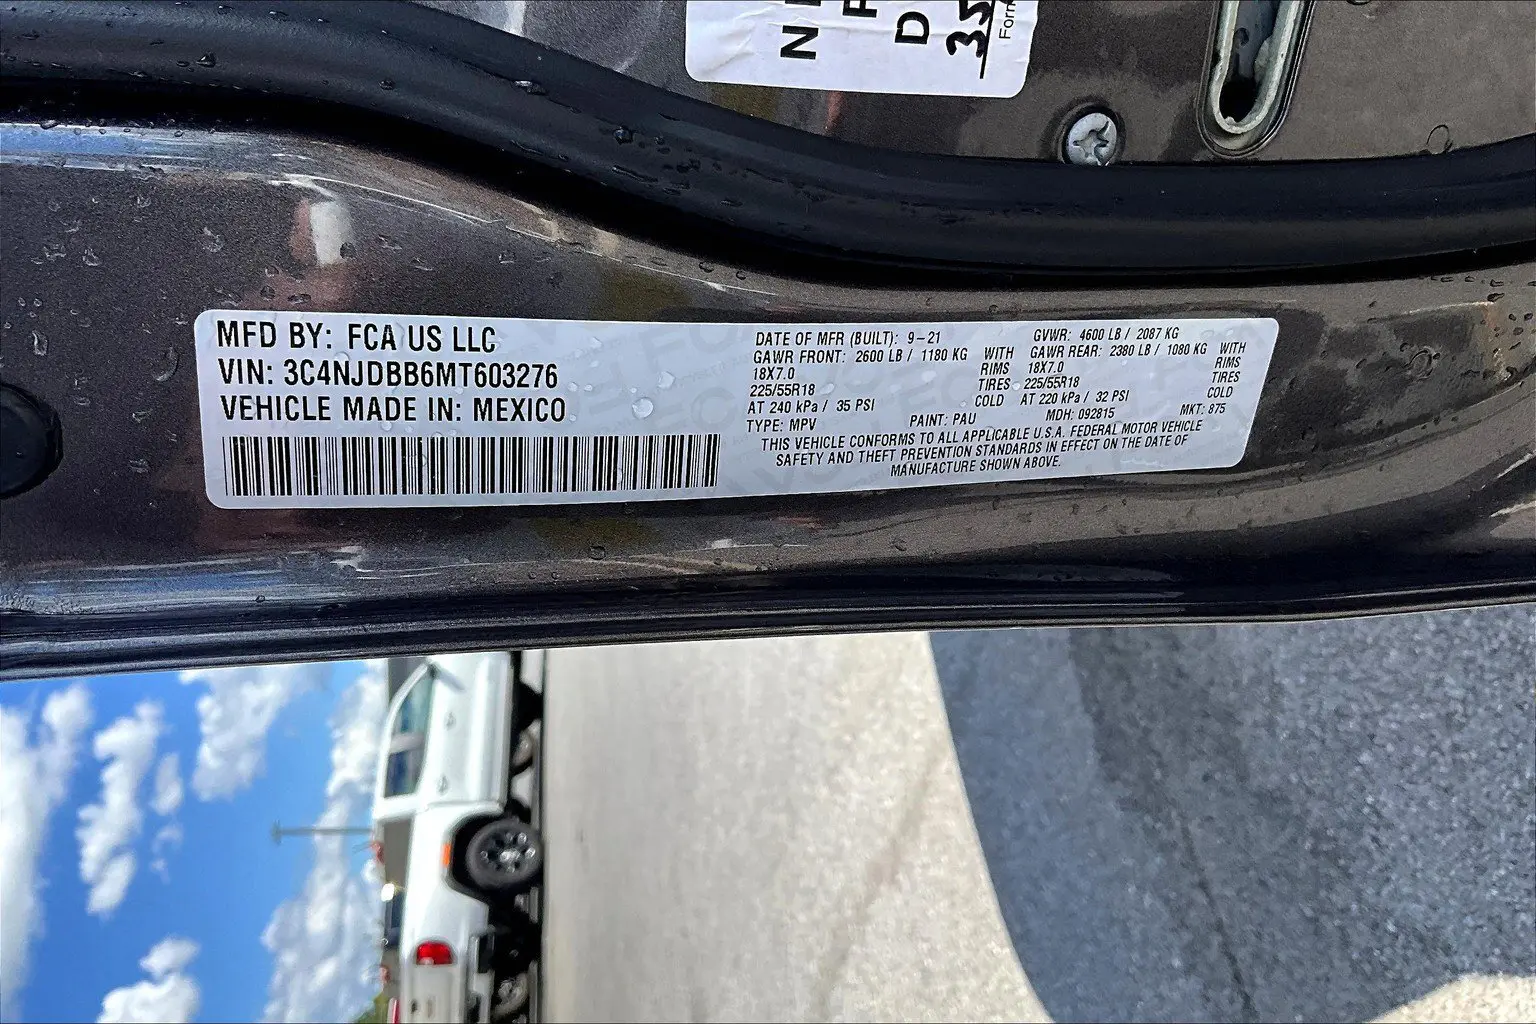 35
Form
MFD BY: FCA US LLC
VIN: 3C4NJDBB6MT603276
VEHICLE MADE IN: MEXICO
DATE OF MFR (BUILT): 9-21 GVWR: 4600 LB / 2087 KG
GAWR FRONT: 2600 LB / 1180 KG WITH GAWR REAR: 2380 LB / 1080 KG WITH
18X7.0 RIMS 18X7.0 RIMS
225/55R18 TIRES 225/55R18 TIRES
AT 240 kPa / 35 PSI COLD AT 220 kPa / 32 PSI COLD
TYPE: MPV PAINT: PAU MDH: 092815 MKT: 875
THIS VEHICLE CONFORMS TO ALL APPLICABLE U.S.A. FEDERAL MOTOR VEHICLE
SAFETY AND THEFT PREVENTION STANDARDS IN EFFECT ON THE DATE OF
MANUFACTURE SHOWN ABOVE.